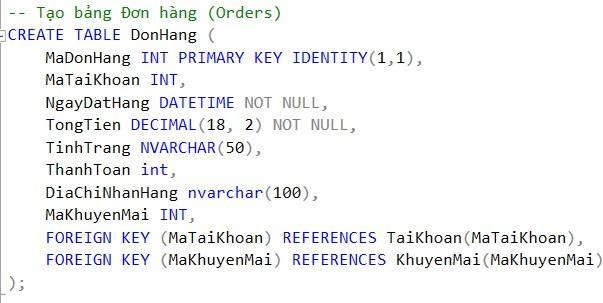 -- Tạo bảng Đơn hàng (Orders)
CREATE TABLE DonHang (
MaDonHang INT PRIMARY KEY IDENTITY(1,1),
MaTaiKhoan INT,
NgayDatHang DATETIME NOT NULL,
TongTien DECIMAL(18, 2) NOT NULL,
TinhTrang NVARCHAR(50),
ThanhToan int,
DiaChiNhanHang nvarchar(100),
MaKhuyenMai INT,
FOREIGN KEY (MaTaiKhoan) REFERENCES TaiKhoan(MaTaiKhoan),
FOREIGN KEY (MaKhuyenMai) REFERENCES KhuyenMai(MaKhuyenMai)
);